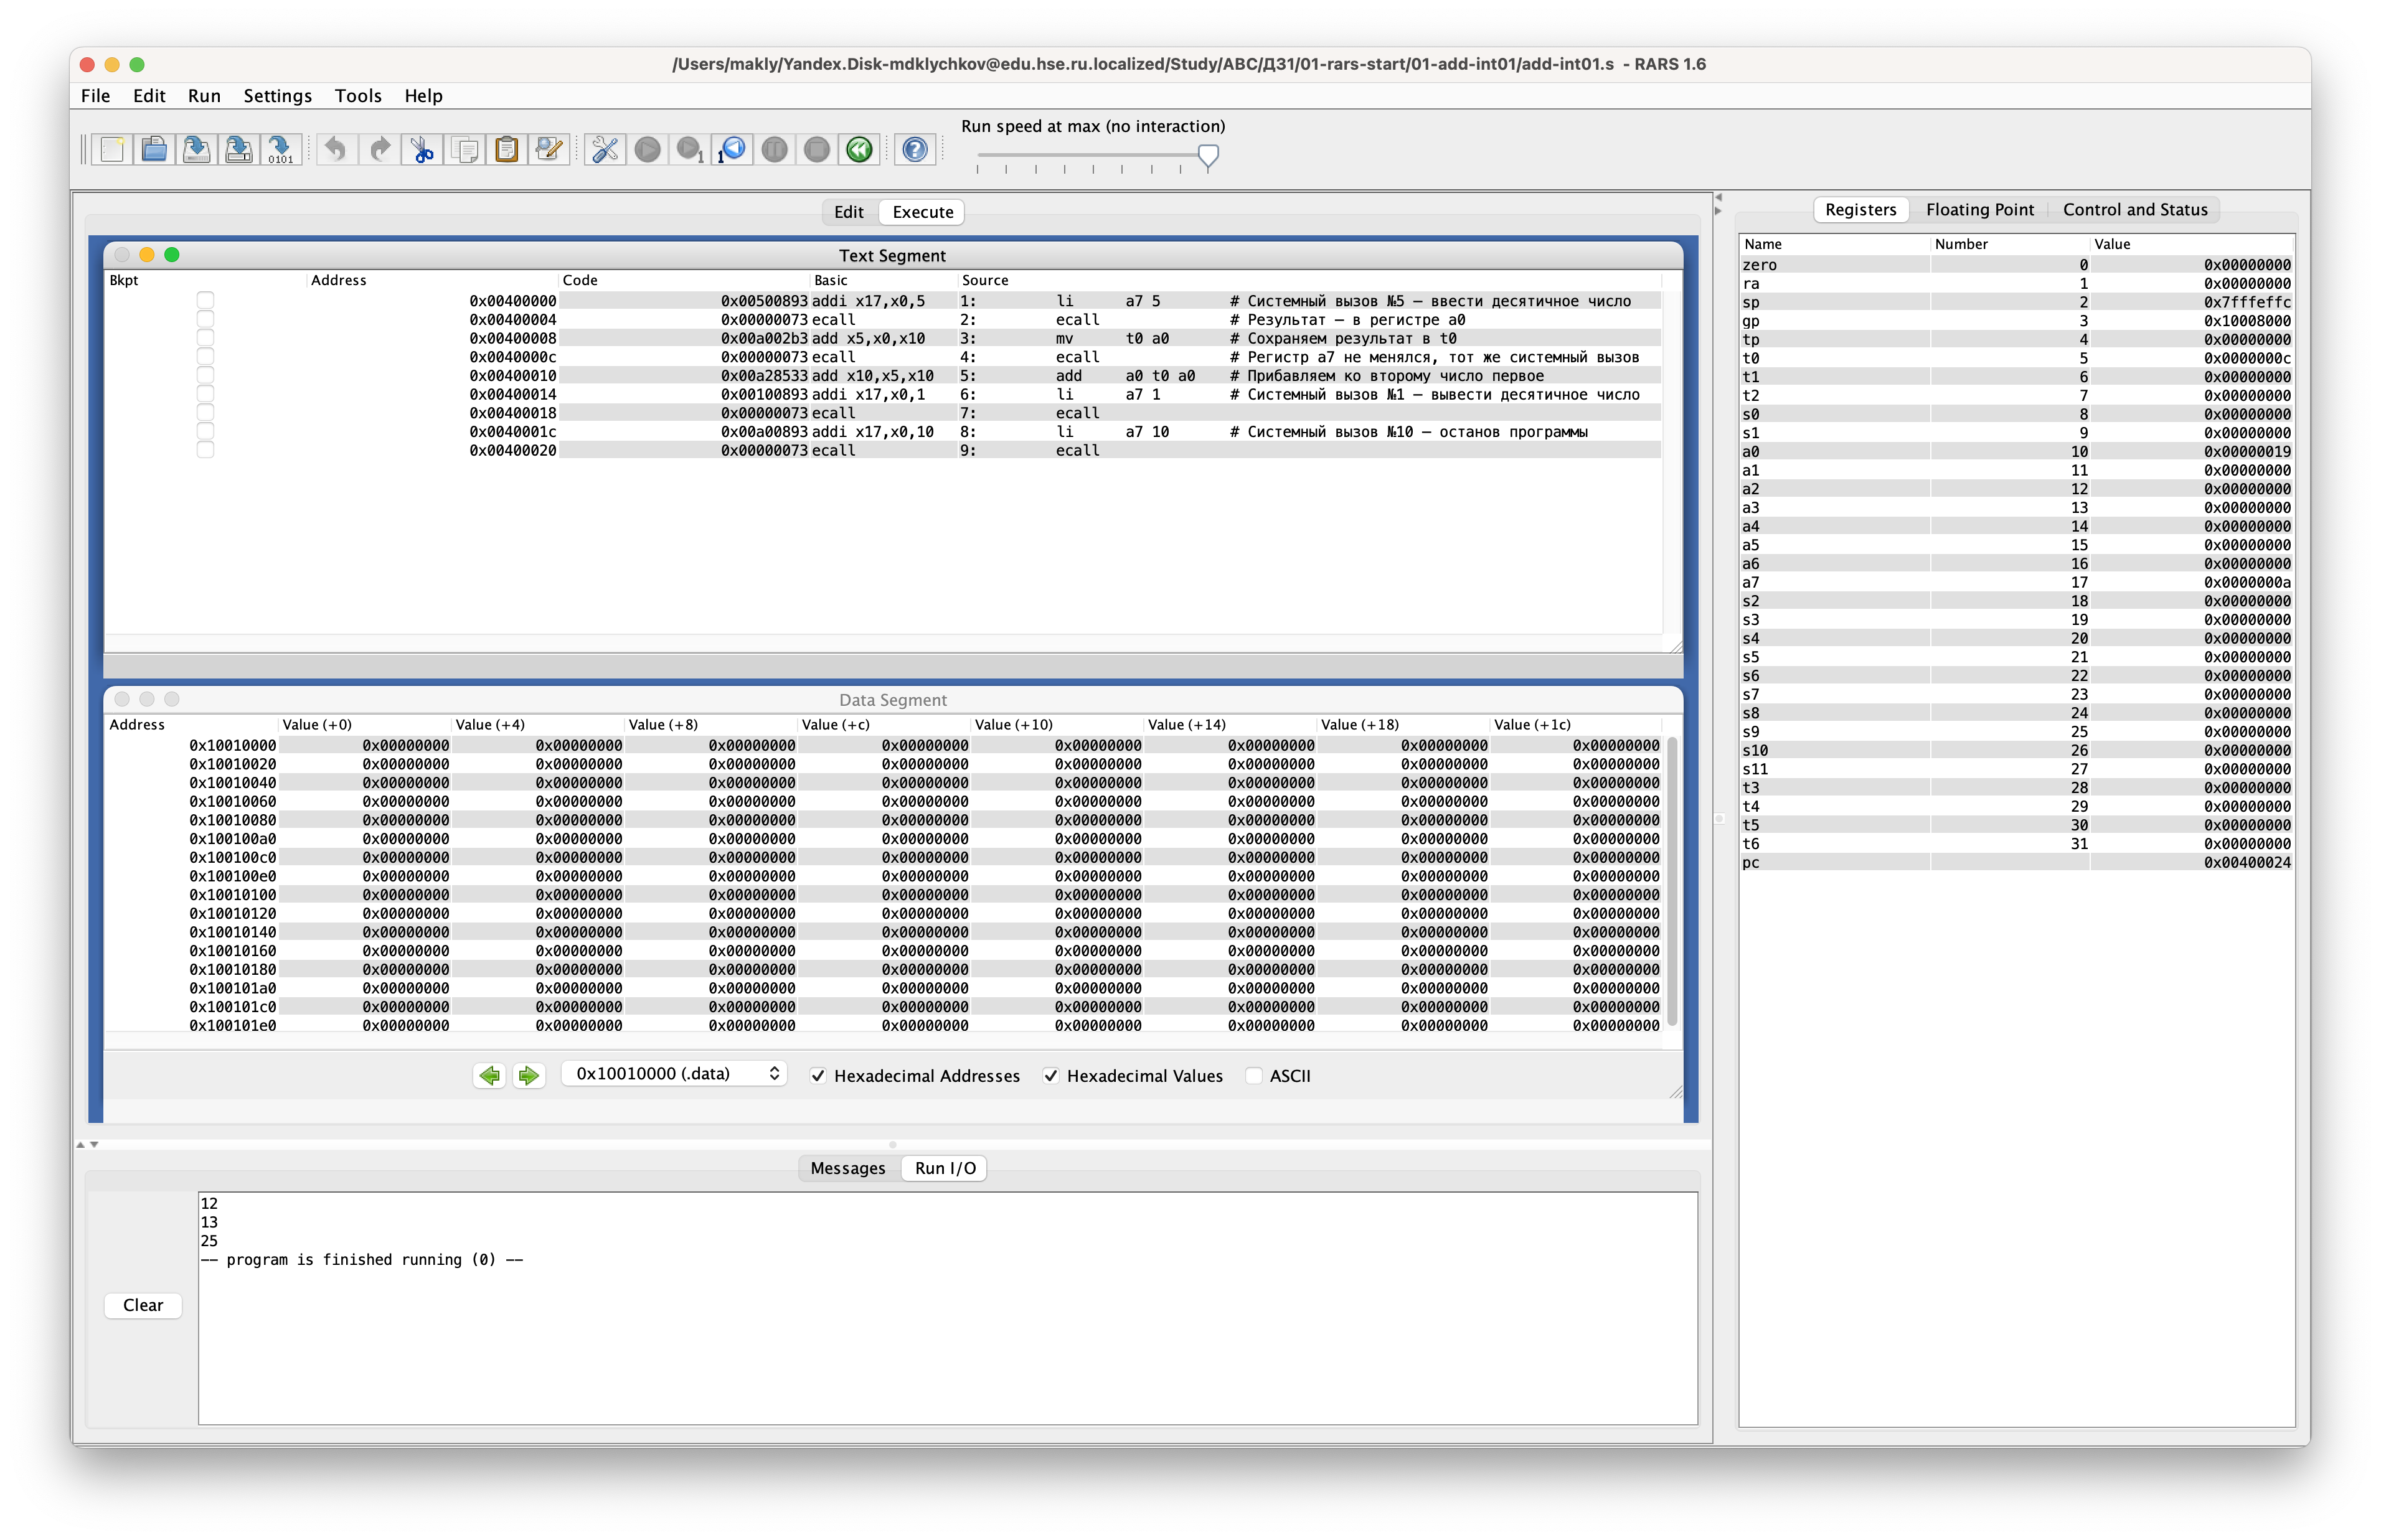 /Users/makly/Yandex.Disk-mdklychkov@edu.hse.ru.localized/Study/ABC/ДЗ1/01-rars-start/01-add-int01/add-int01.s - RARS 1.6
File Edit Run Settings Tools Help
Run speed at max (no interaction)
0101
1
1
Edit Execute
Text Segment
Bkpt Address Code Basic Source
0x00400000 0x00500893 addi x17,x0,5 1: li a7 5 # Системный вызов №5 — ввести десятичное число
0x00400004 0x00000073 ecall 2: ecall # Результат — в регистре a0
0x00400008 0x00a002b3 add x5,x0,x10 3: mv t0 a0 # Сохраняем результат в t0
0x0040000c 0x00000073 ecall 4: ecall # Регистр a7 не менялся, тот же системный вызов
0x00400010 0x00a28533 add x10,x5,x10 5: add a0 t0 a0 # Прибавляем ко второму число первое
0x00400014 0x00100893 addi x17,x0,1 6: li a7 1 # Системный вызов №1 — вывести десятичное число
0x00400018 0x00000073 ecall 7: ecall
0x0040001c 0x00a00893 addi x17,x0,10 8: li a7 10 # Системный вызов №10 — останов программы
0x00400020 0x00000073 ecall 9: ecall
Data Segment
Address Value (+0) Value (+4) Value (+8) Value (+c) Value (+10) Value (+14) Value (+18) Value (+1c)
0x10010000 0x00000000 0x00000000 0x00000000 0x00000000 0x00000000 0x00000000 0x00000000 0x00000000
0x10010020 0x00000000 0x00000000 0x00000000 0x00000000 0x00000000 0x00000000 0x00000000 0x00000000
0x10010040 0x00000000 0x00000000 0x00000000 0x00000000 0x00000000 0x00000000 0x00000000 0x00000000
0x10010060 0x00000000 0x00000000 0x00000000 0x00000000 0x00000000 0x00000000 0x00000000 0x00000000
0x10010080 0x00000000 0x00000000 0x00000000 0x00000000 0x00000000 0x00000000 0x00000000 0x00000000
0x100100a0 0x00000000 0x00000000 0x00000000 0x00000000 0x00000000 0x00000000 0x00000000 0x00000000
0x100100c0 0x00000000 0x00000000 0x00000000 0x00000000 0x00000000 0x00000000 0x00000000 0x00000000
0x100100e0 0x00000000 0x00000000 0x00000000 0x00000000 0x00000000 0x00000000 0x00000000 0x00000000
0x10010100 0x00000000 0x00000000 0x00000000 0x00000000 0x00000000 0x00000000 0x00000000 0x00000000
0x10010120 0x00000000 0x00000000 0x00000000 0x00000000 0x00000000 0x00000000 0x00000000 0x00000000
0x10010140 0x00000000 0x00000000 0x00000000 0x00000000 0x00000000 0x00000000 0x00000000 0x00000000
0x10010160 0x00000000 0x00000000 0x00000000 0x00000000 0x00000000 0x00000000 0x00000000 0x00000000
0x10010180 0x00000000 0x00000000 0x00000000 0x00000000 0x00000000 0x00000000 0x00000000 0x00000000
0x100101a0 0x00000000 0x00000000 0x00000000 0x00000000 0x00000000 0x00000000 0x00000000 0x00000000
0x100101c0 0x00000000 0x00000000 0x00000000 0x00000000 0x00000000 0x00000000 0x00000000 0x00000000
0x100101e0 0x00000000 0x00000000 0x00000000 0x00000000 0x00000000 0x00000000 0x00000000 0x00000000
0x10010000 (.data) Hexadecimal Addresses Hexadecimal Values ASCII
Messages Run I/O
12
13
25
-- program is finished running (0) --
Clear
Registers Floating Point Control and Status
Name Number Value
zero 0 0x00000000
ra 1 0x00000000
sp 2 0x7fffeffc
gp 3 0x10008000
tp 4 0x00000000
t0 5 0x0000000c
t1 6 0x00000000
t2 7 0x00000000
s0 8 0x00000000
s1 9 0x00000000
a0 10 0x00000019
a1 11 0x00000000
a2 12 0x00000000
a3 13 0x00000000
a4 14 0x00000000
a5 15 0x00000000
a6 16 0x00000000
a7 17 0x0000000a
s2 18 0x00000000
s3 19 0x00000000
s4 20 0x00000000
s5 21 0x00000000
s6 22 0x00000000
s7 23 0x00000000
s8 24 0x00000000
s9 25 0x00000000
s10 26 0x00000000
s11 27 0x00000000
t3 28 0x00000000
t4 29 0x00000000
t5 30 0x00000000
t6 31 0x00000000
pc 0x00400024